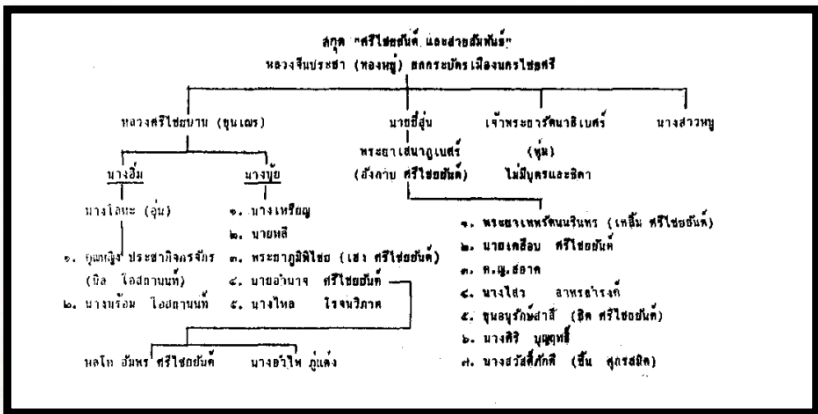 สกุล "ศรีไชยยันต์ และสายสัมพันธ์"
หลวงจีนประชา (ทองหยู่) ยกกระบัตรเมืองนครไชยศรี
หลวงศรีไชยบาน (ขุนเณร)
นายยี่สุ่น
เจ้าพระยารัตนาธิเบศร์
นางสาวหนู
พระยาเสนาภูเบศร์
(พุ่ม)
นางอิ่ม
นางนุ้ย
(อังกาบ ศรีไชยยันต์)
ไม่มีบุตรและธิดา
นางโสณะ (อุ่น)
๑. นางเหรียญ
๒. นายหลี
๑. คุณหญิง ประชากิจกรจักร
๓. พระยาภูมิพิไชย (เฮง ศรีไชยยันต์)
(นิล โอสถานนท์)
๔. นายอำนาจ ศรีไชยยันต์
๒. นางพร้อม โอสถานนท์
๕. นางไหล โรจนวิภาต
๑. พระยาเทพรัตนนรินทร (เหลื่ม ศรีไชยยันต์)
๒. นายเคลือบ ศรีไชยยันต์
๓. ด.ญ.สอาด
๔. นางไสว อาทรธำรงค์
๕. ขุนอนุรักษ์สาลี (ชิต ศรีไชยยันต์)
๖. นางศิริ บุญฤทธิ์
๗. นางสวัสดิ์ภักดี (ชื่น ศุกรสมิต)
พลโท อัมพร ศรีไชยยันต์
นางอำไพ ภู่แด่ง